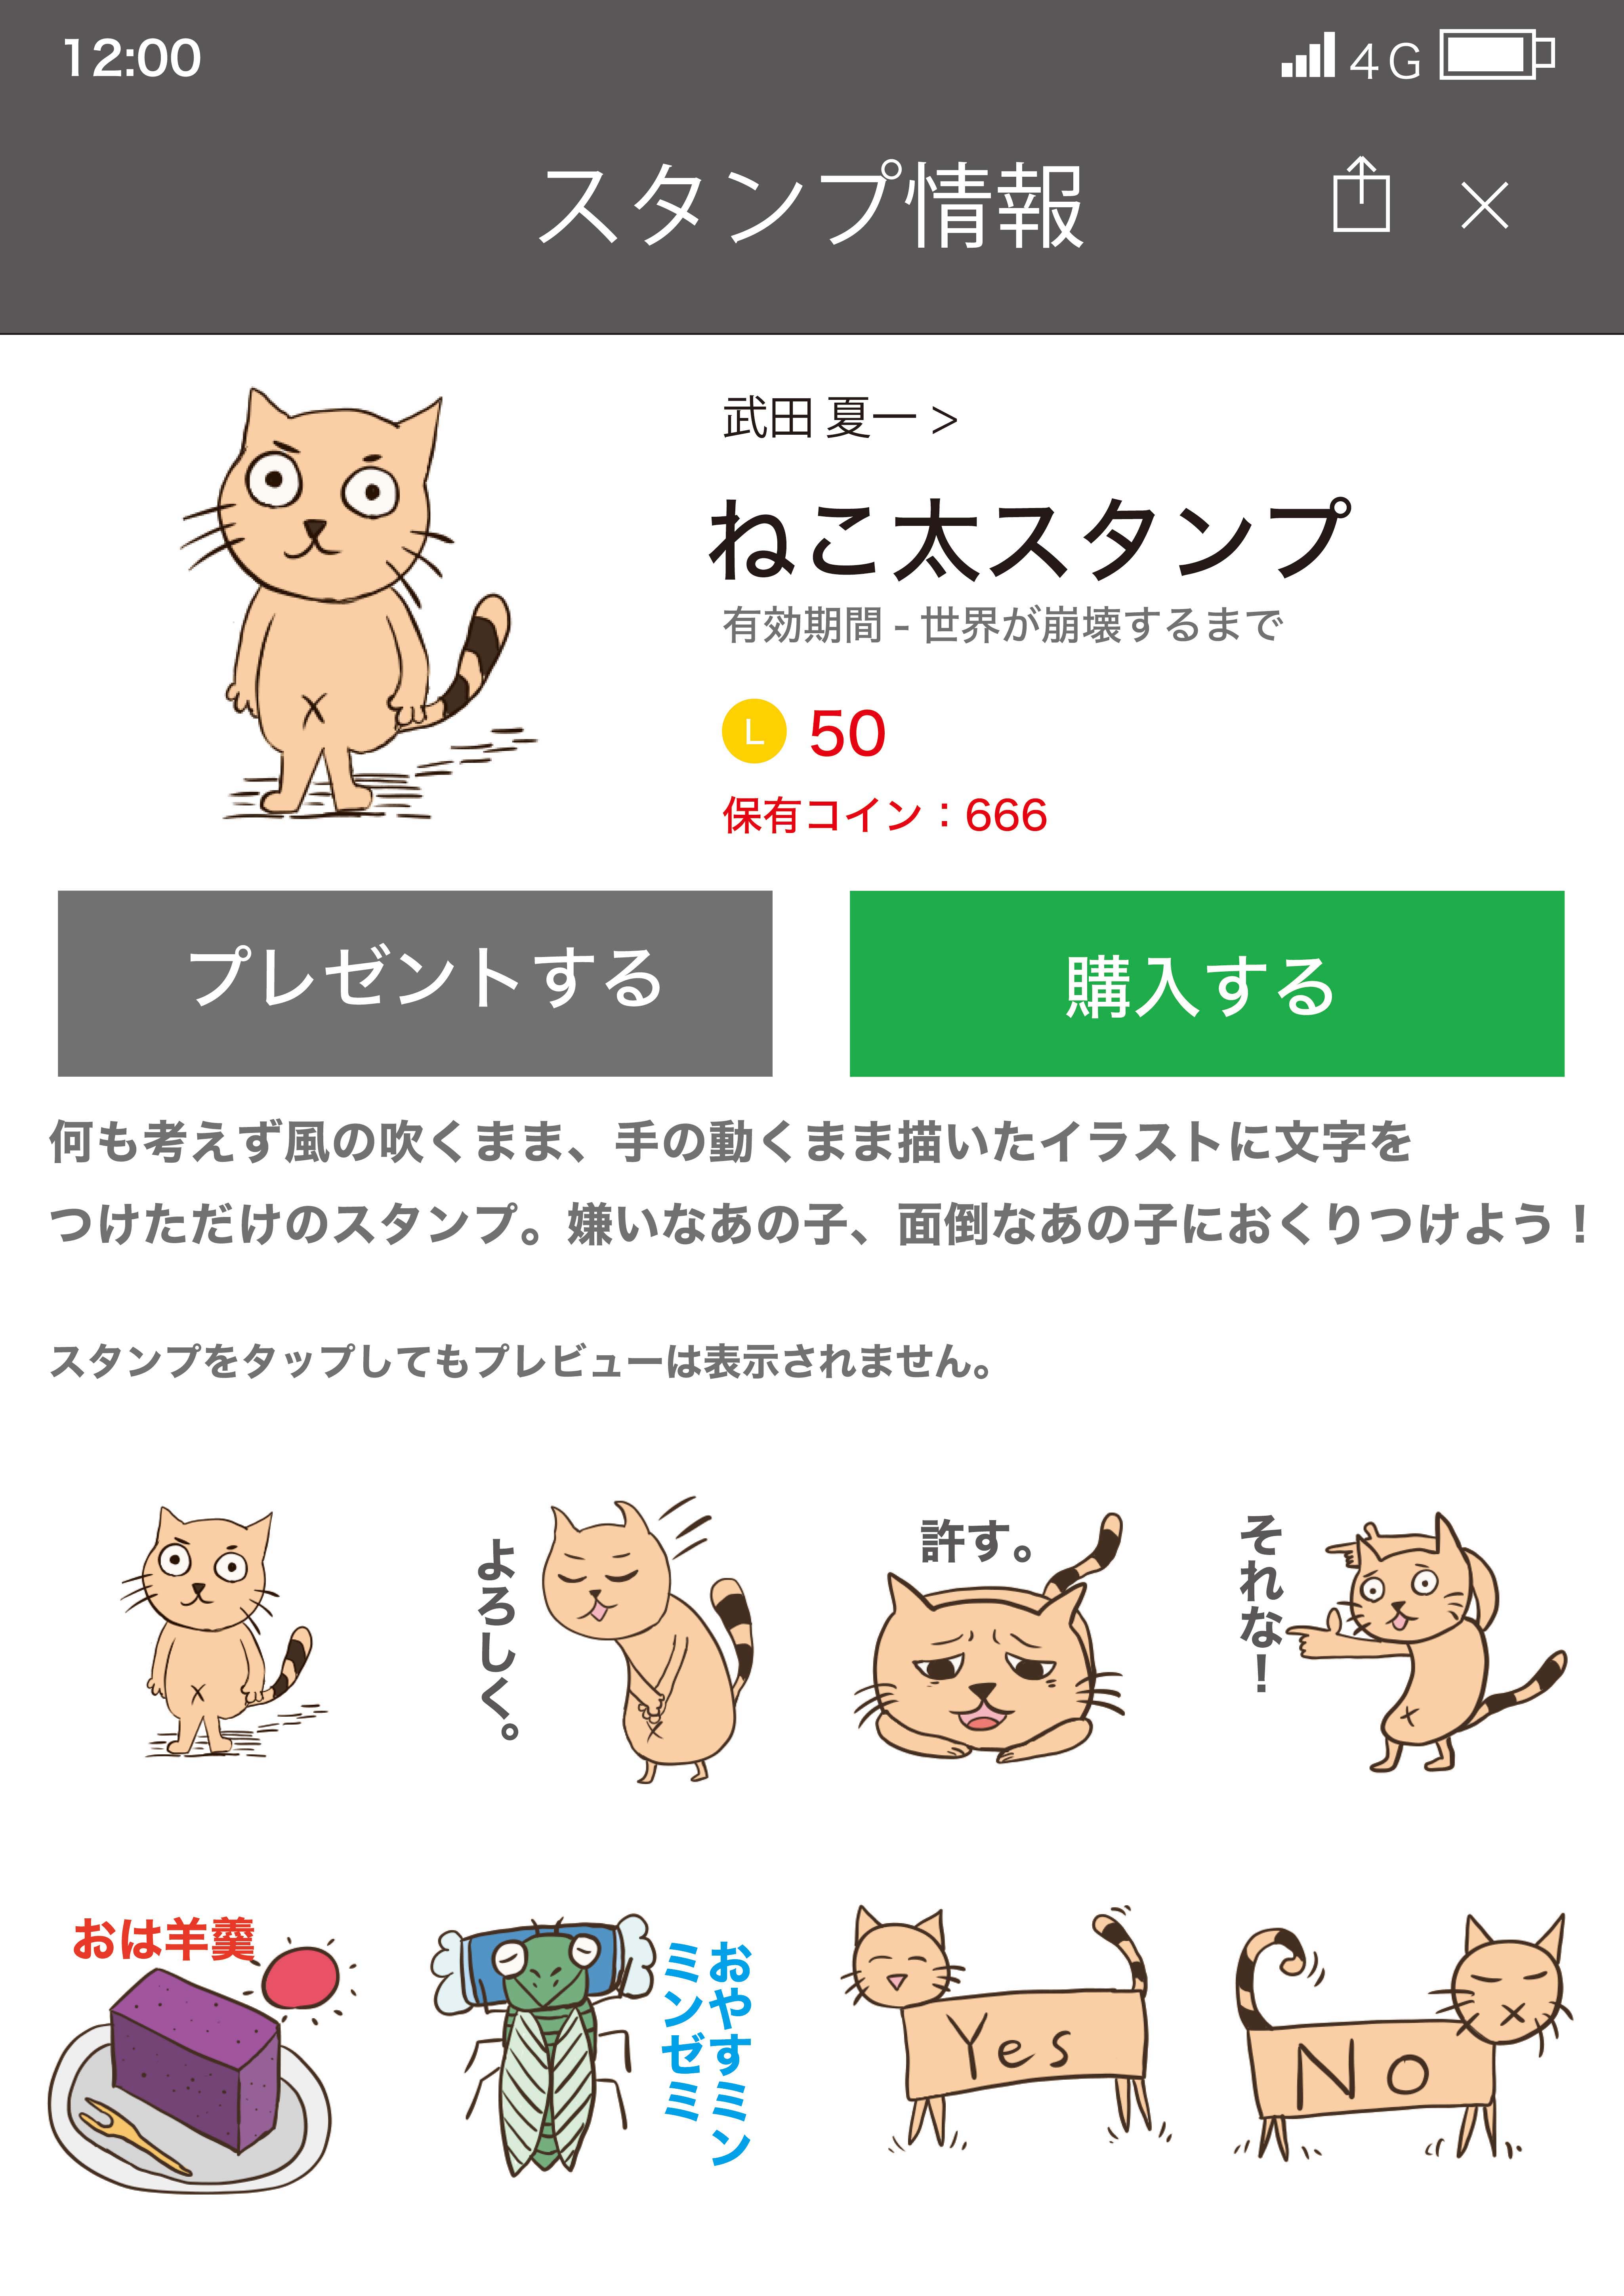 12:00
4G
スタンプ情報
武田 夏一 >
ねこ太スタンプ
有効期間 - 世界が崩壊するまで
L 50
保有コイン：666
プレゼントする
購入する
何も考えず風の吹くまま、手の動くまま描いたイラストに文字を
つけただけのスタンプ。嫌いなあの子、面倒なあの子におくりつけよう！
スタンプをタップしてもプレビューは表示されません。
よろしく。
許す。
それな！
おは羊羹
おやすミン
ミンゼミ
Yes
No